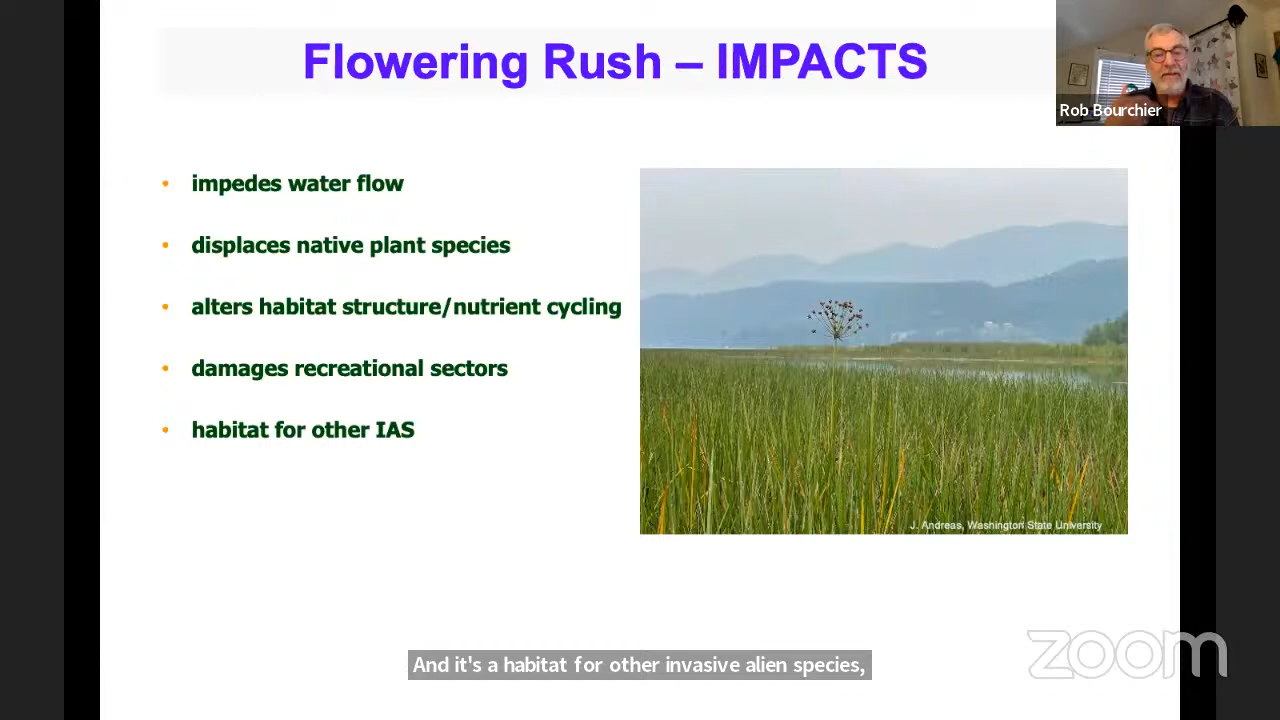 Flowering Rush – IMPACTS
Rob Bourchier
• impedes water flow
• displaces native plant species
• alters habitat structure/nutrient cycling
• damages recreational sectors
• habitat for other IAS
J. Andreas, Washington State University
And it's a habitat for other invasive alien species,
zoom